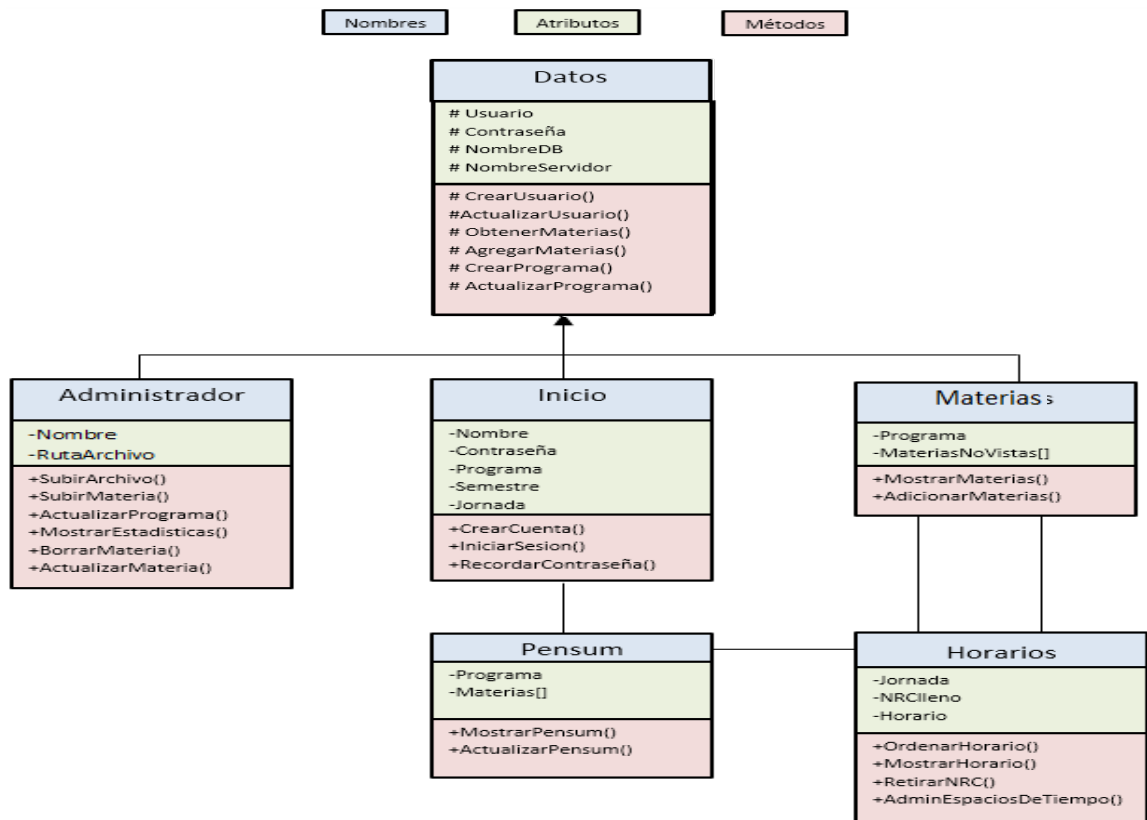 Nombres
Atributos
Métodos
Datos
# Usuario
# Contraseña
# NombreDB
# NombreServidor
# CrearUsuario()
#ActualizarUsuario()
# ObtenerMaterias()
# AgregarMaterias()
# CrearPrograma()
# ActualizarPrograma()
Administrador
-Nombre
-RutaArchivo
+SubirArchivo()
+SubirMateria()
+ActualizarPrograma()
+MostrarEstadisticas()
+BorrarMateria()
+ActualizarMateria()
Inicio
-Nombre
-Contraseña
-Programa
-Semestre
-Jornada
+CrearCuenta()
+IniciarSesion()
+RecordarContraseña()
Materias
-Programa
-MateriasNoVistas[]
+MostrarMaterias()
+AdicionarMaterias()
Pensum
-Programa
-Materias[]
+MostrarPensum()
+ActualizarPensum()
Horarios
-Jornada
-NRClleno
-Horario
+OrdenarHorario()
+MostrarHorario()
+RetirarNRC()
+AdminEspaciosDeTiempo()